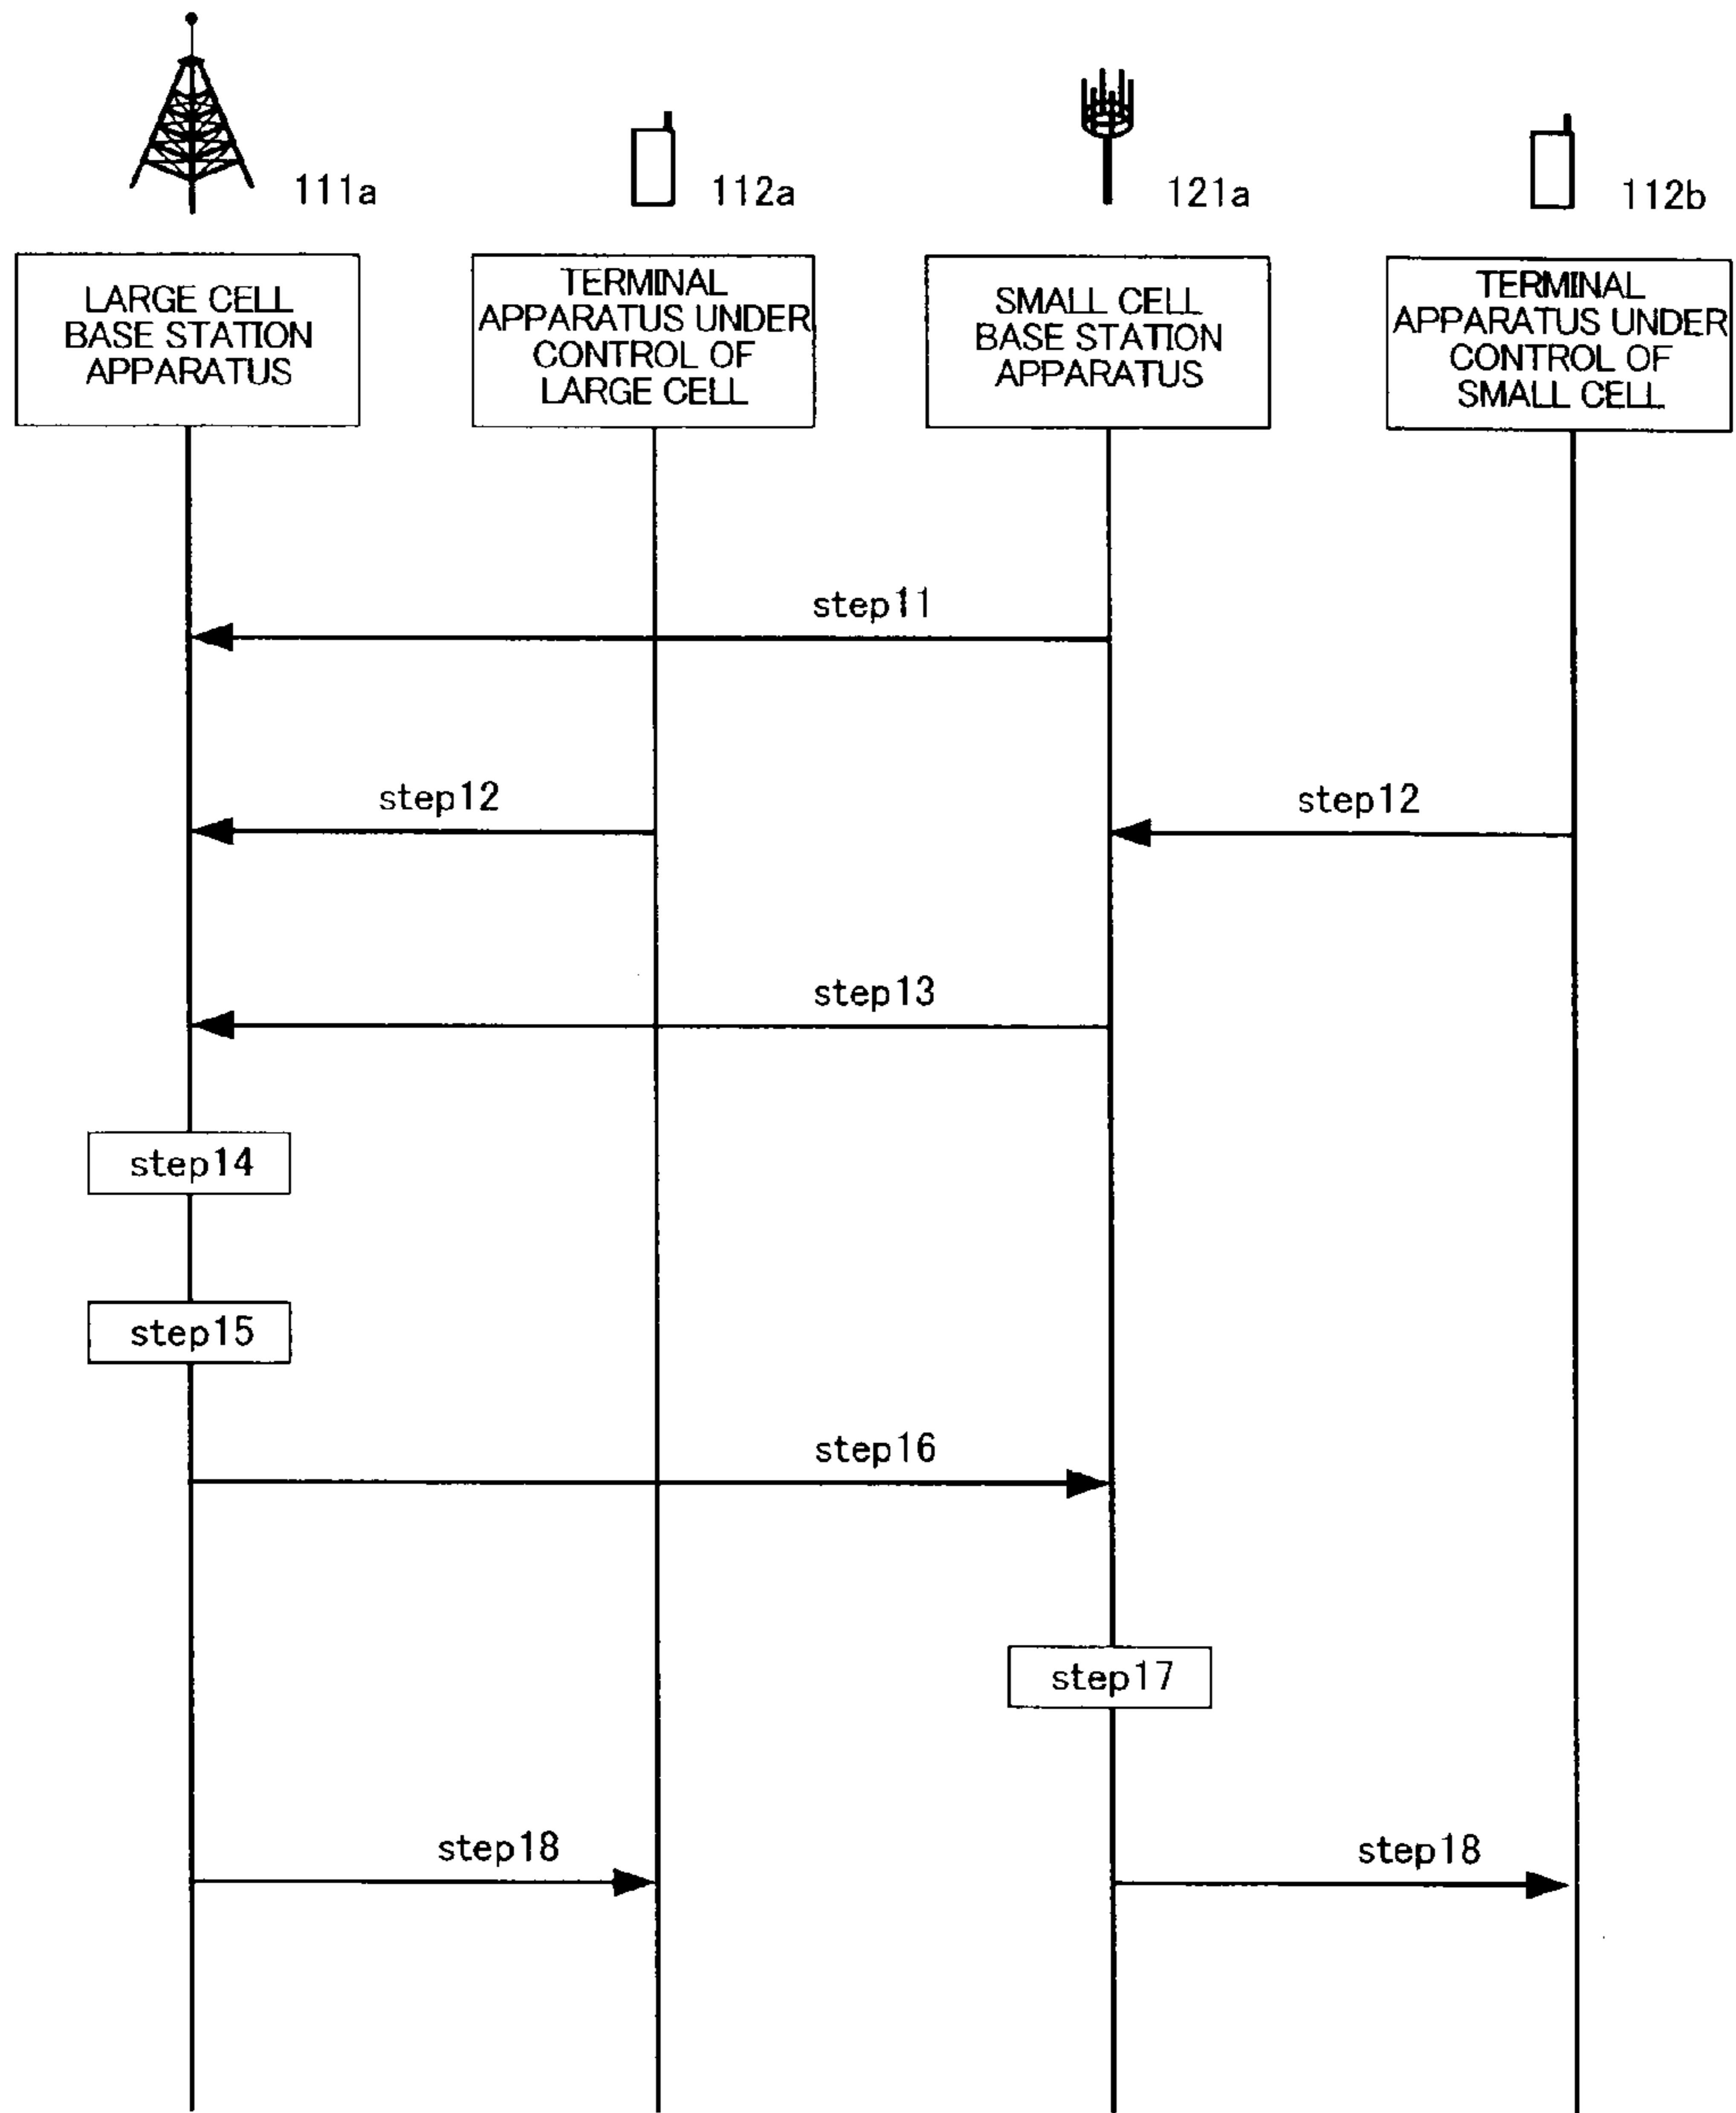 111a
112a
121a
112b
LARGE CELL
BASE STATION
APPARATUS
TERMINAL
APPARATUS UNDER
CONTROL OF
LARGE CELL
SMALL CELL
BASE STATION
APPARATUS
TERMINAL
APPARATUS UNDER
CONTROL OF
SMALL CELL
step11
step12
step12
step13
step14
step15
step16
step17
step18
step18